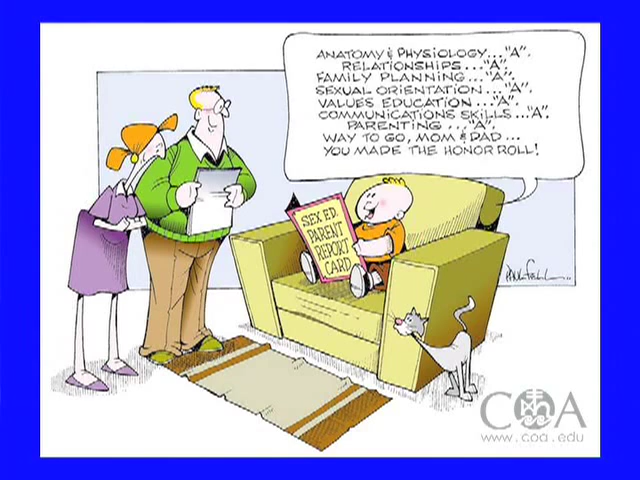 ANATOMY & PHYSIOLOGY..."A".
RELATIONSHIPS..."A".
FAMILY PLANNING..."A".
SEXUAL ORIENTATION..."A".
VALUES EDUCATION..."A".
COMMUNICATIONS SKILLS..."A".
PARENTING..."A".
WAY TO GO, MOM & DAD...
YOU MADE THE HONOR ROLL!
SEX ED.
PARENT
REPORT
CARD
COA
www.coa.edu